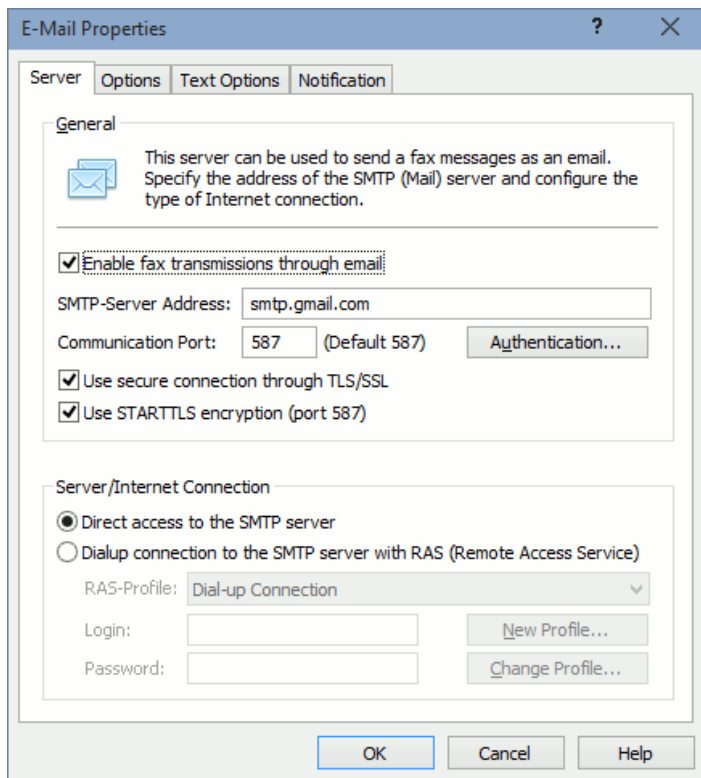 E-Mail Properties
?
Server Options Text Options Notification
General
This server can be used to send a fax messages as an email.
Specify the address of the SMTP (Mail) server and configure the
type of Internet connection.
Enable fax transmissions through email
SMTP-Server Address: smtp.gmail.com
Communication Port: 587 (Default 587) Authentication...
Use secure connection through TLS/SSL
Use STARTTLS encryption (port 587)
Server/Internet Connection
Direct access to the SMTP server
Dialup connection to the SMTP server with RAS (Remote Access Service)
RAS-Profile: Dial-up Connection
Login: New Profile...
Password: Change Profile...
OK Cancel Help